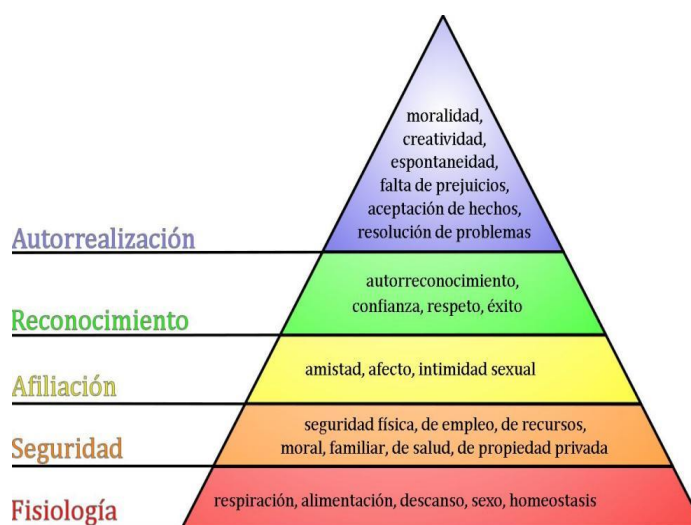 moralidad,
creatividad,
espontaneidad,
falta de prejuicios,
aceptación de hechos,
resolución de problemas
Autorrealización
autorreconocimiento,
confianza, respeto, éxito
Reconocimiento
amistad, afecto, intimidad sexual
Afiliación
seguridad física, de empleo, de recursos,
moral, familiar, de salud, de propiedad privada
Seguridad
respiración, alimentación, descanso, sexo, homeostasis
Fisiología